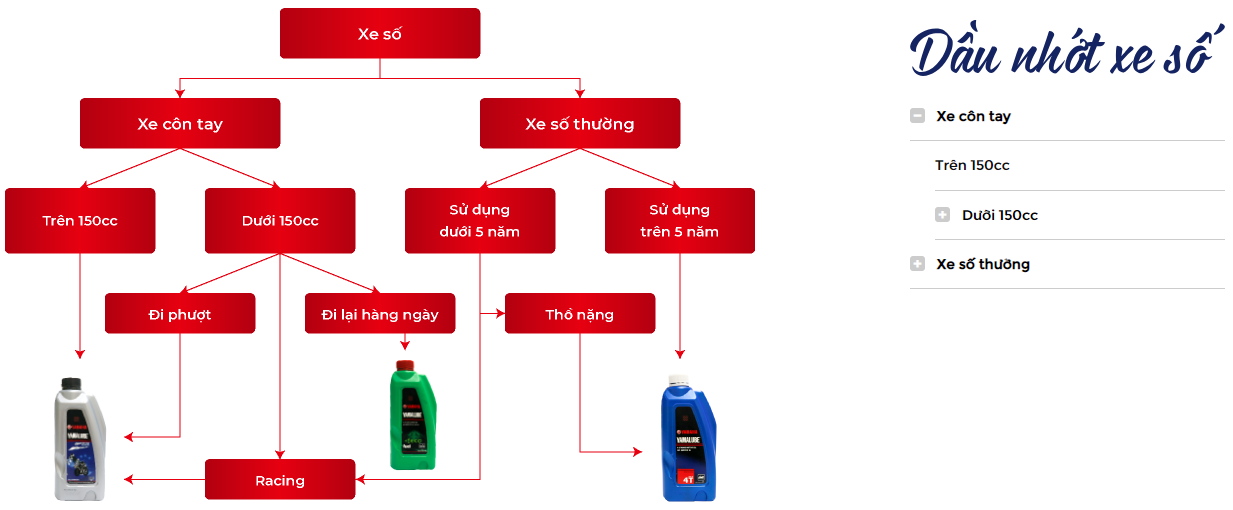 Xe số
Dầu nhớt xe số
Xe côn tay
Xe số thường
Xe côn tay
Trên 150cc
Trên 150cc
Dưới 150cc
Sử dụng
dưới 5 năm
Sử dụng
trên 5 năm
Dưới 150cc
Xe số thường
Đi phượt
Đi lại hàng ngày
Thồ nặng
YAMALUBE
YAMALUBE
YAMALUBE
4T
Racing